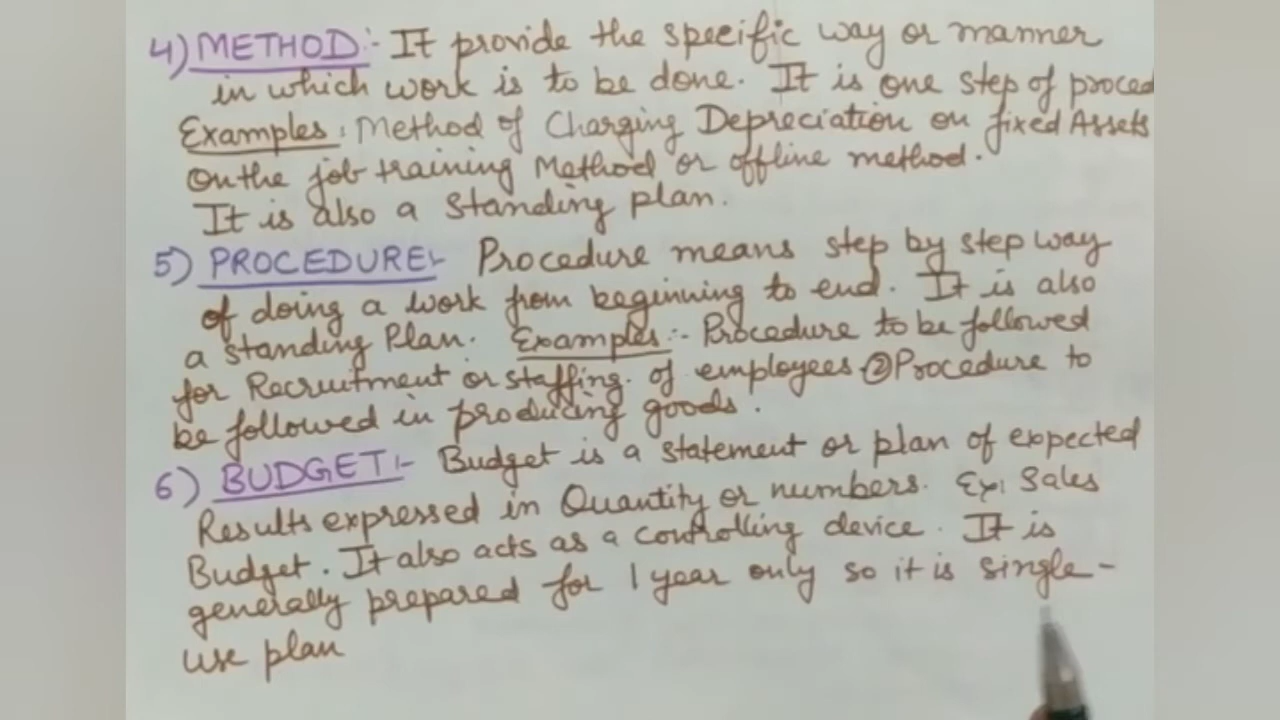 4) METHOD:- It provide the specific way or manner
in which work is to be done. It is one step of proced
Examples: Method of Charging Depreciation on fixed Assets
On the job training Method or offline method.
It is also a standing plan.
5) PROCEDURE:- Procedure means step by step way
of doing a work from beginning to end. It is also
a standing Plan. Examples:- Procedure to be followed
for Recruitment or staffing. of employees ② Procedure to
be followed in producing goods.
6) BUDGET:- Budget is a statement or plan of expected
Results expressed in Quantity or numbers. Ex: Sales
Budget. It also acts as a controlling device. It is
generally prepared for 1 year only so it is single-
use plan